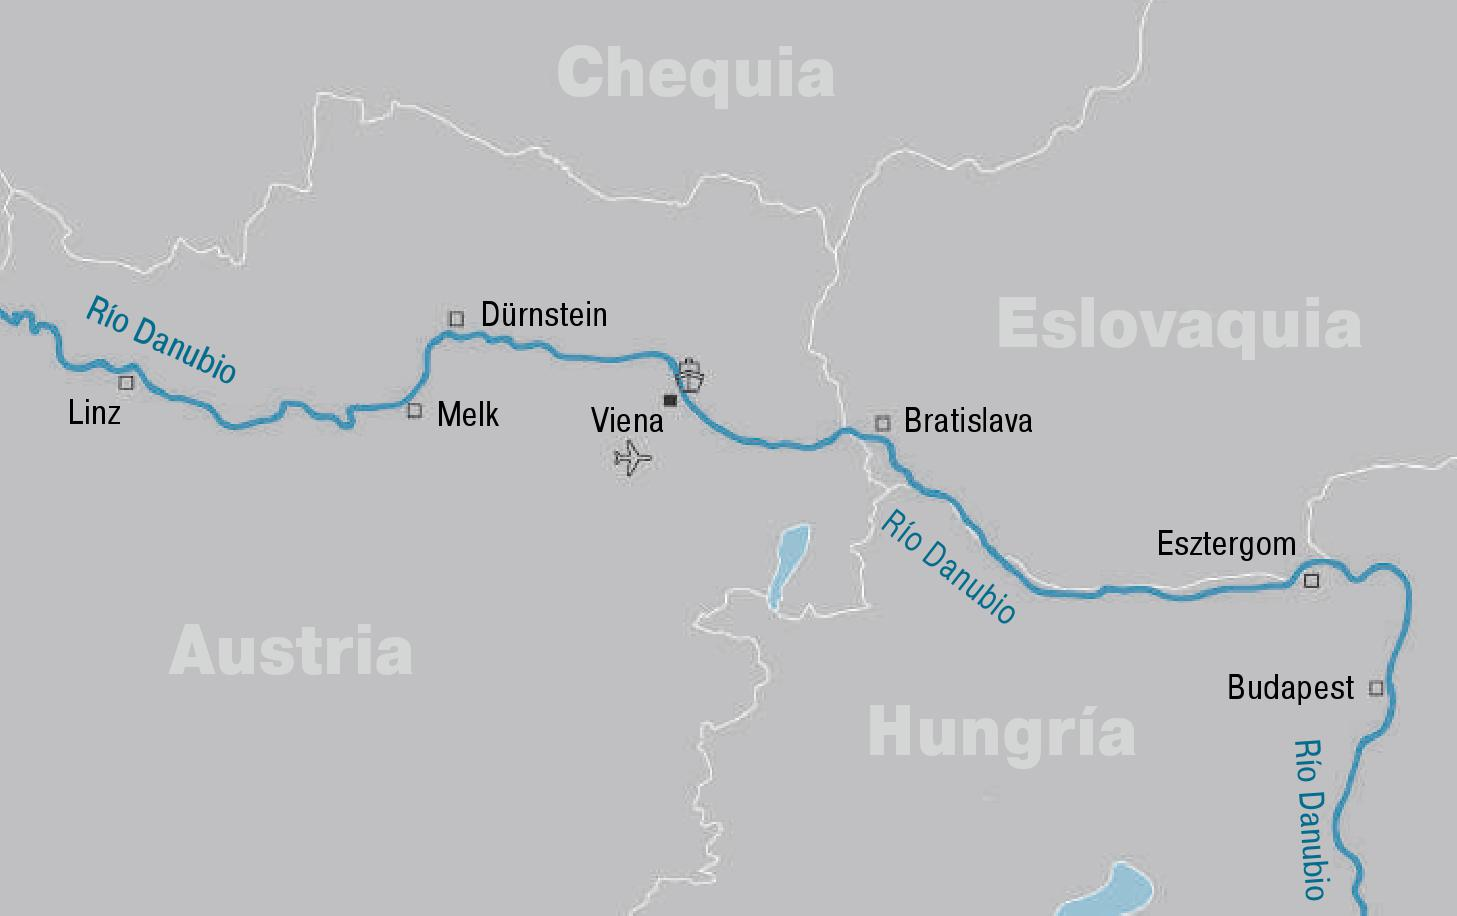 Chequia
Río Danubio
Dürnstein
Eslovaquia
Linz
Melk
Viena
Bratislava
Río Danubio
Esztergom
Austria
Budapest
Hungría
Río Danubio